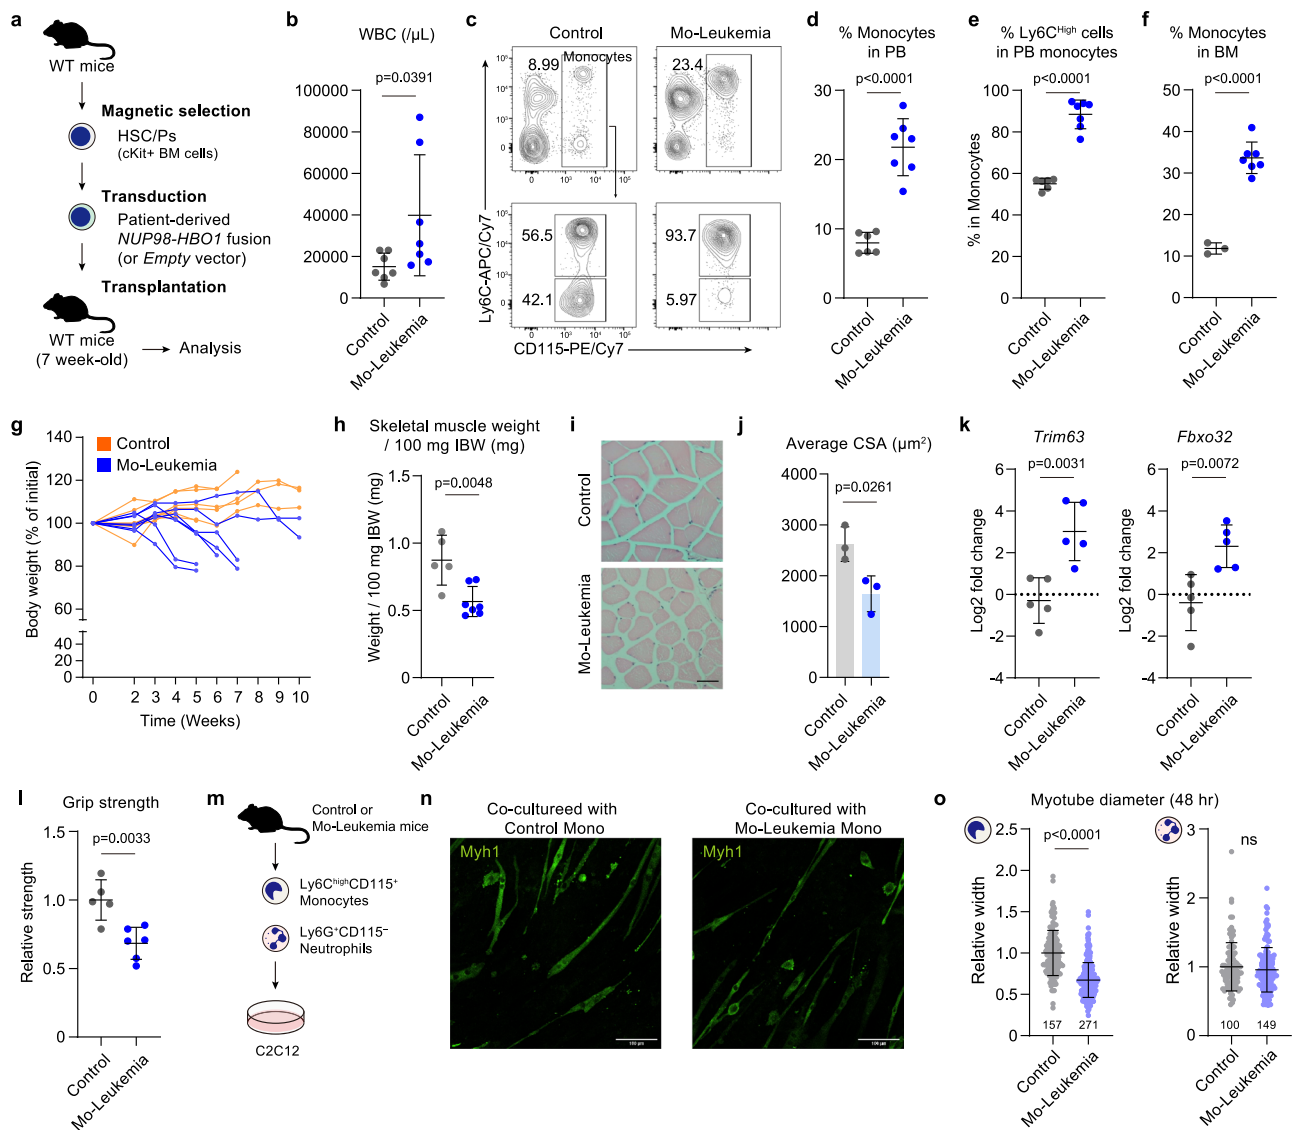 a
WT mice
Magnetic selection
HSC/Ps
(cKit+ BM cells)
Transduction
Patient-derived
NUP98-HBO1 fusion
(or Empty vector)
Transplantation
WT mice
(7 week-old)
Analysis
b
WBC (/µL)
p=0.0391
100000
80000
60000
40000
20000
0
Control
Mo-Leukemia
c
Control
Mo-Leukemia
Monocytes
8.99
23.4
56.5
93.7
42.1
5.97
Ly6C-APC/Cy7
CD115-PE/Cy7
d
% Monocytes
in PB
p<0.0001
30
20
10
0
Control
Mo-Leukemia
e
% Ly6CHigh cells
in PB monocytes
p<0.0001
% in Monocytes
100
80
60
40
20
0
Control
Mo-Leukemia
f
% Monocytes
in BM
p<0.0001
50
40
30
20
10
0
Control
Mo-Leukemia
g
Control
Mo-Leukemia
Body weight (% of initial)
140
120
100
80
60
40
20
0
0 2 3 4 5 6 7 8 9 10
Time (Weeks)
h
Skeletal muscle weight
/ 100 mg IBW (mg)
p=0.0048
Weight / 100 mg IBW (mg)
1.5
1.0
0.5
0
Control
Mo-Leukemia
i
Control
Mo-Leukemia
j
Average CSA (µm²)
p=0.0261
4000
3000
2000
1000
0
Control
Mo-Leukemia
k
Trim63
p=0.0031
Log2 fold change
6
4
2
0
-2
-4
Control
Mo-Leukemia
Fbxo32
p=0.0072
Log2 fold change
6
4
2
0
-2
-4
Control
Mo-Leukemia
l
Grip strength
p=0.0033
Relative strength
1.5
1.0
0.5
0
Control
Mo-Leukemia
m
Control or
Mo-Leukemia mice
Ly6ChighCD115+
Monocytes
Ly6G+CD115−
Neutrophils
C2C12
n
Co-cultureed with
Control Mono
Myh1
100 µm
Co-cultured with
Mo-Leukemia Mono
Myh1
100 µm
o
Myotube diameter (48 hr)
p<0.0001
Relative width
2.5
2.0
1.5
1.0
0.5
0
157 271
Control
Mo-Leukemia
ns
Relative width
3
2
1
0
100 149
Control
Mo-Leukemia